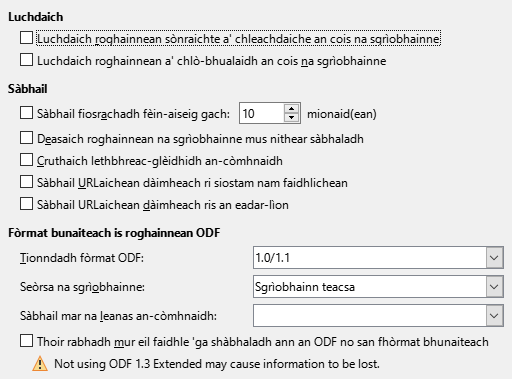 Luchdaich
Luchdaich roghainnean sònraichte a' chleachdaiche an cois na sgrìobhainne
Luchdaich roghainnean a' chlò-bhualaidh an cois na sgrìobhainne
Sàbhail
Sàbhail fiosrachadh fèin-aiseig gach: 10 mionaid(ean)
Deasaich roghainnean na sgrìobhainne mus nithear sàbhaladh
Cruthaich lethbhreac-glèidhidh an-còmhnaidh
Sàbhail URLaichean dàimheach ri siostam nam faidhlichean
Sàbhail URLaichean dàimheach ris an eadar-lìon
Fòrmat bunaiteach is roghainnean ODF
Tionndadh fòrmat ODF: 1.0/1.1
Seòrsa na sgrìobhainne: Sgrìobhainn teacsa
Sàbhail mar na leanas an-còmhnaidh:
Thoir rabhadh mur eil faidhle 'ga shàbhaladh ann an ODF no san fhòrmat bhunaiteach
Not using ODF 1.3 Extended may cause information to be lost.